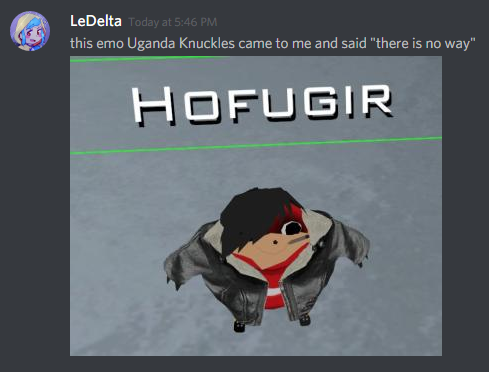 LeDelta Today at 5:46 PM
this emo Uganda Knuckles came to me and said "there is no way"
HOFUGIR